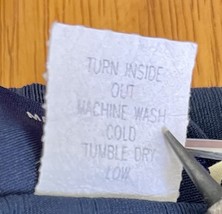 TURN INSIDE
OUT
MACHINE WASH
COLD
TUMBLE DRY
LOW